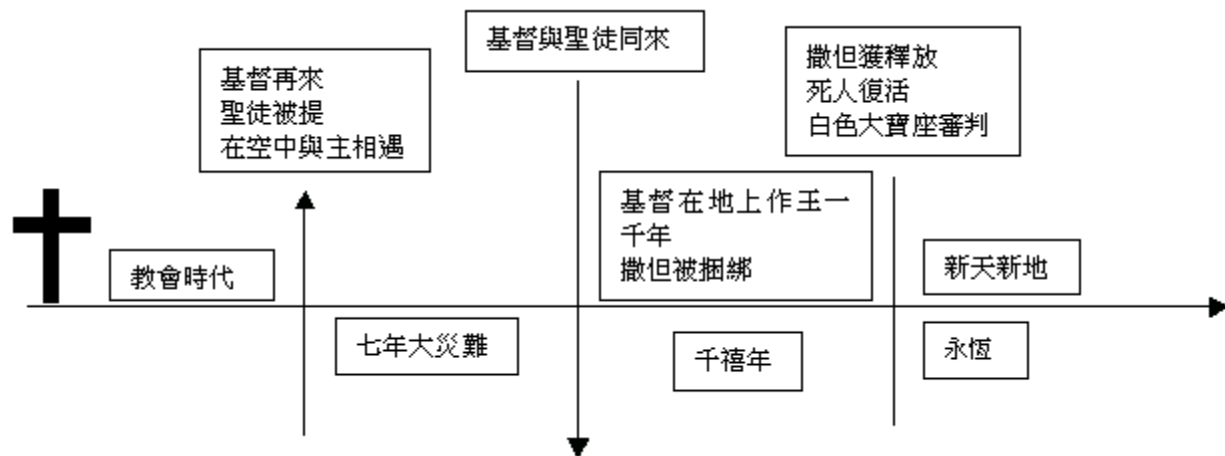 基督與聖徒同來
撒但獲釋放
死人復活
白色大寶座審判
基督再來
聖徒被提
在空中與主相遇
基督在地上作王一
千年
撒但被捆綁
教會時代
新天新地
七年大災難
千禧年
永恆